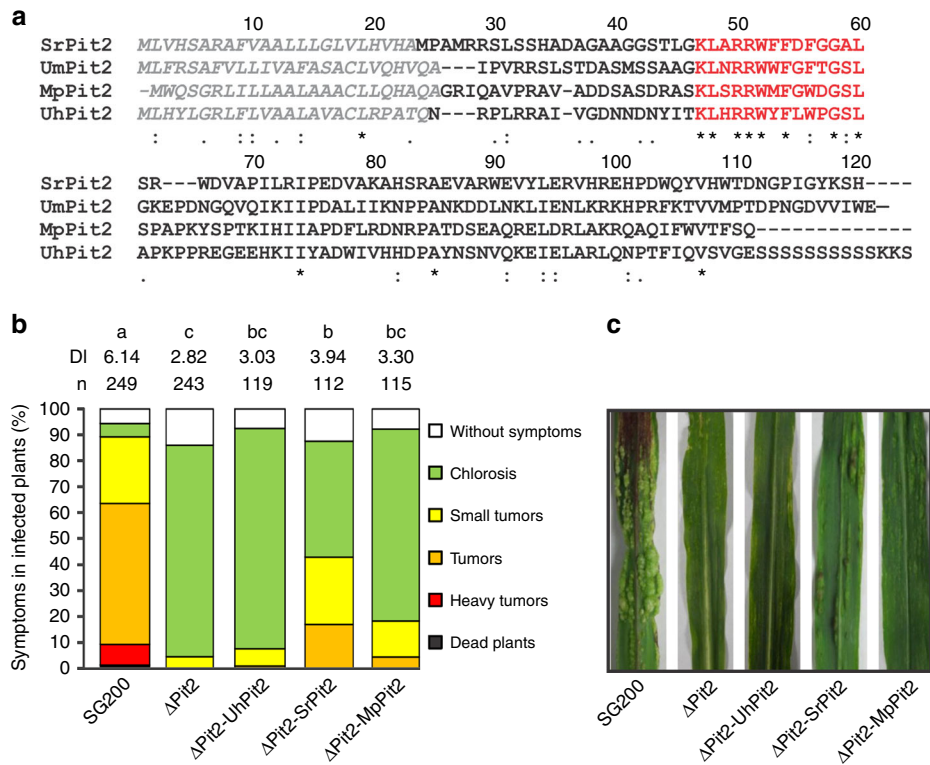 a
10 20 30 40 50 60
SrPit2 MLVHSARAFVAALLLGLVLHVHADAMPAMRRSLSSHADAGAAGGSTLGKLARRWFFDFGGAL
UmPit2 MLFRSAFVLLIVAFASACLVQHVQA---IPVRRSLSTDASMSSAAGKLNRRWWFGFTGSL
MpPit2 -MWQSGRLILLAALAAACLLQHAQAGRIQAVPRAV-ADDASASDRASKLSRRWMFGWDGSL
UhPit2 MLHYLGRLFLVAALAVACLRPATQN---RPLRRAI-VGDNNDNYITKLHRRWYFLWPGSL
: . : : . : * . . : . . . . * * * * * * : * : *
70 80 90 100 110 120
SrPit2 SR---WDVAPILRIPEDVAKAHSRAEVARWEVYLERVHREHPDWQYVHWTDNGPIGYKSH----
UmPit2 GKEPDNGQVQIKIIPDALIIKNPPANKDDLNKLIENLKRKHPRFKTVVMPTDPNGDVVIWE—
MpPit2 SPAPKYSPTKIHIIAPDFLRDNRPATDSEAQRELDRLAKRQAQIFWVTFSQ-------------
UhPit2 APKPPREGEEHKIIYADWIVHHDPAYNSNVQKEIELARLQNPTFIQVSVGESSSSSSSSSSSKKS
. * : * : : : : . *
b
a c bc b bc
DI 6.14 2.82 3.03 3.94 3.30
n 249 243 119 112 115
Symptoms in infected plants (%)
100
90
80
70
60
50
40
30
20
10
0
SG200 ΔPit2 ΔPit2-UhPit2 ΔPit2-SrPit2 ΔPit2-MpPit2
Without symptoms
Chlorosis
Small tumors
Tumors
Heavy tumors
Dead plants
c
SG200 ΔPit2 ΔPit2-UhPit2 ΔPit2-SrPit2 ΔPit2-MpPit2